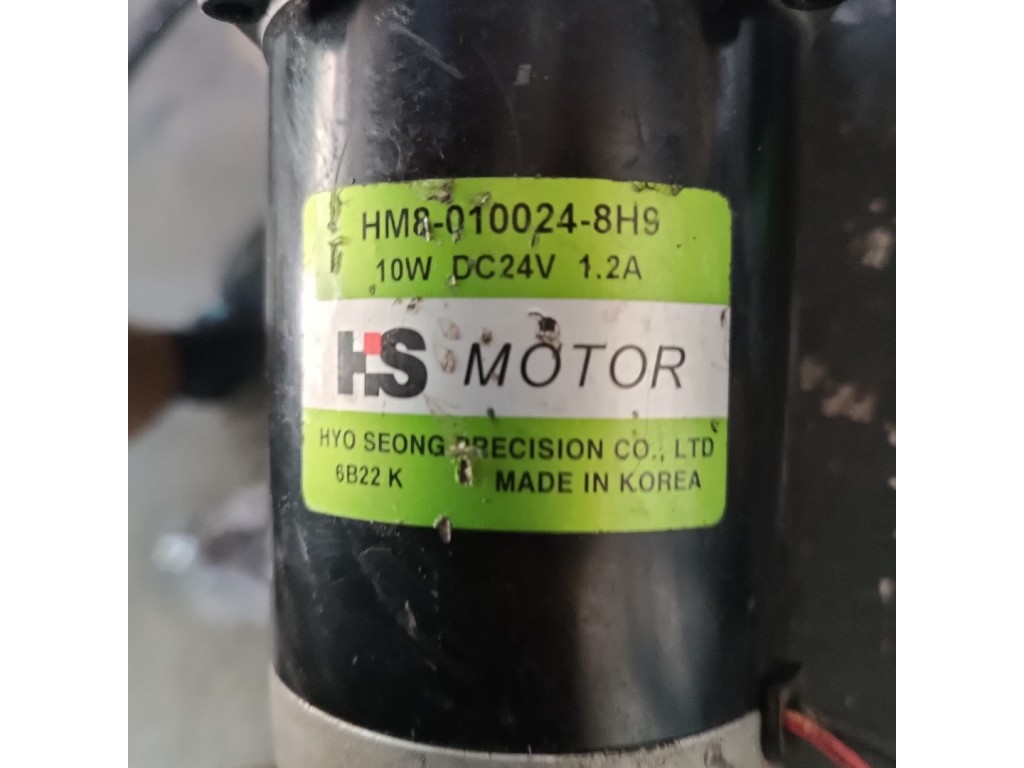 HM8-010024-8H9
10W DC24V 1.2A
HS MOTOR
HYO SEONG PRECISION CO., LTD
6B22 K MADE IN KOREA